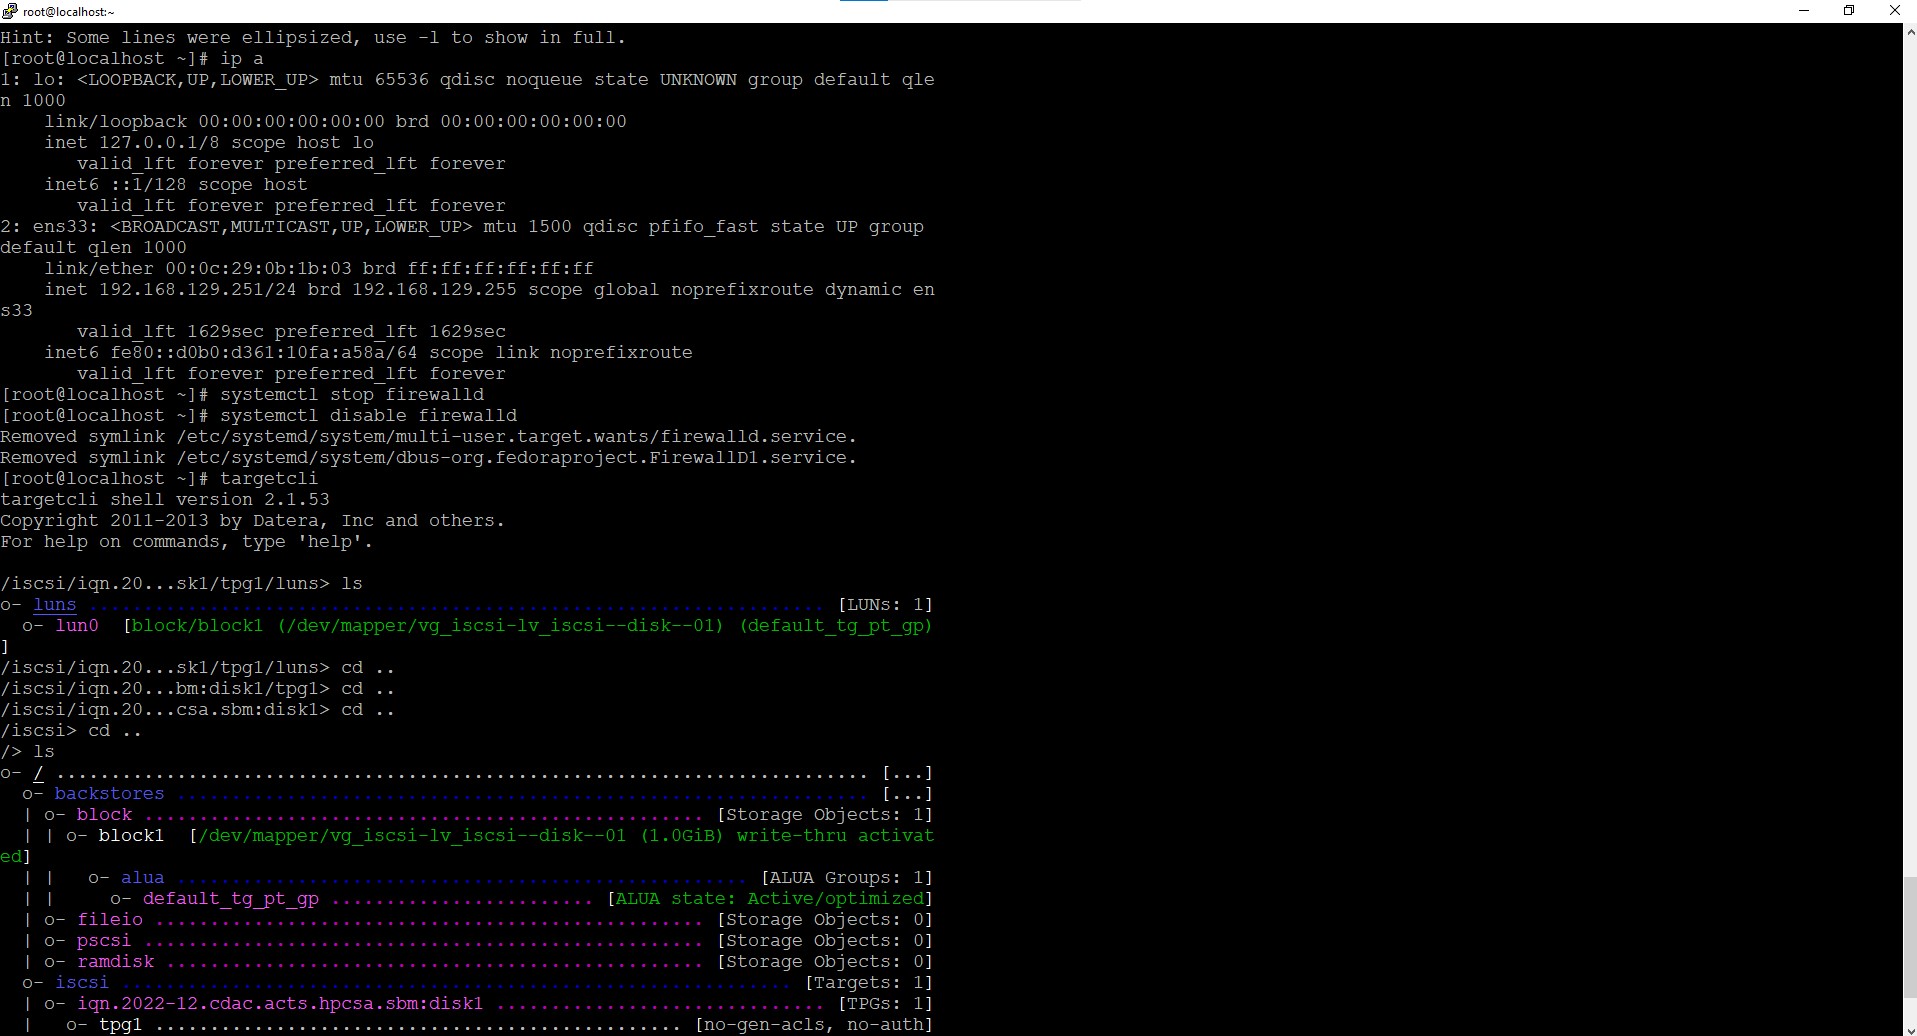 root@localhost:~
Hint: Some lines were ellipsized, use -l to show in full.
[root@localhost ~]# ip a
1: lo: <LOOPBACK,UP,LOWER_UP> mtu 65536 qdisc noqueue state UNKNOWN group default qle
n 1000
    link/loopback 00:00:00:00:00:00 brd 00:00:00:00:00:00
    inet 127.0.0.1/8 scope host lo
       valid_lft forever preferred_lft forever
    inet6 ::1/128 scope host
       valid_lft forever preferred_lft forever
2: ens33: <BROADCAST,MULTICAST,UP,LOWER_UP> mtu 1500 qdisc pfifo_fast state UP group
default qlen 1000
    link/ether 00:0c:29:0b:1b:03 brd ff:ff:ff:ff:ff:ff
    inet 192.168.129.251/24 brd 192.168.129.255 scope global noprefixroute dynamic en
s33
       valid_lft 1629sec preferred_lft 1629sec
    inet6 fe80::d0b0:d361:10fa:a58a/64 scope link noprefixroute
       valid_lft forever preferred_lft forever
[root@localhost ~]# systemctl stop firewalld
[root@localhost ~]# systemctl disable firewalld
Removed symlink /etc/systemd/system/multi-user.target.wants/firewalld.service.
Removed symlink /etc/systemd/system/dbus-org.fedoraproject.FirewallD1.service.
[root@localhost ~]# targetcli
targetcli shell version 2.1.53
Copyright 2011-2013 by Datera, Inc and others.
For help on commands, type 'help'.

/iscsi/iqn.20...sk1/tpg1/luns> ls
o- luns ................................................................... [LUNs: 1]
  o- lun0  [block/block1 (/dev/mapper/vg_iscsi-lv_iscsi--disk--01) (default_tg_pt_gp)
]
/iscsi/iqn.20...sk1/tpg1/luns> cd ..
/iscsi/iqn.20...bm:disk1/tpg1> cd ..
/iscsi/iqn.20...csa.sbm:disk1> cd ..
/iscsi> cd ..
/> ls
o- / .......................................................................... [...]
  o- backstores ............................................................... [...]
  | o- block ................................................... [Storage Objects: 1]
  | | o- block1  [/dev/mapper/vg_iscsi-lv_iscsi--disk--01 (1.0GiB) write-thru activat
ed]
  | |   o- alua .................................................... [ALUA Groups: 1]
  | |     o- default_tg_pt_gp ........................ [ALUA state: Active/optimized]
  | o- fileio .................................................. [Storage Objects: 0]
  | o- pscsi ................................................... [Storage Objects: 0]
  | o- ramdisk ................................................. [Storage Objects: 0]
  o- iscsi ............................................................. [Targets: 1]
  | o- iqn.2022-12.cdac.acts.hpcsa.sbm:disk1 .............................. [TPGs: 1]
  |   o- tpg1 ................................................ [no-gen-acls, no-auth]